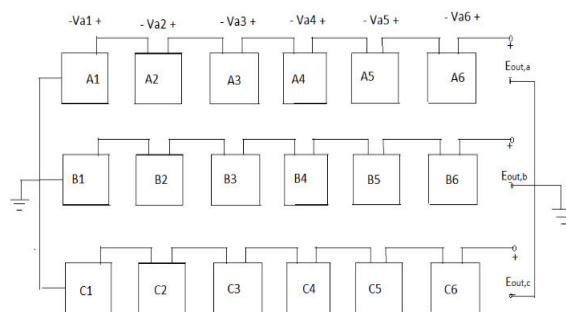 -Va1 + - Va2 + - Va3 + -Va4 + -Va5 + -Va6 +
+
A1 A2 A3 A4 A5 A6
Eout,a
-
+
B1 B2 B3 B4 B5 B6
Eout,b
-
+
C1 C2 C3 C4 C5 C6
Eout,c
-